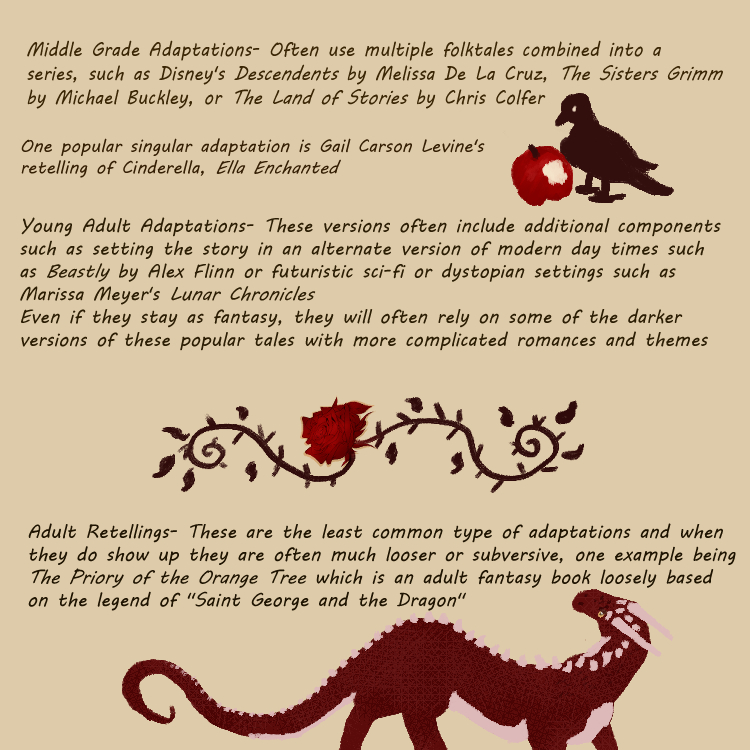 Middle Grade Adaptations- Often use multiple folktales combined into a
series, such as Disney's Descendents by Melissa De La Cruz, The Sisters Grimm
by Michael Buckley, or The Land of Stories by Chris Colfer
One popular singular adaptation is Gail Carson Levine's
retelling of Cinderella, Ella Enchanted
Young Adult Adaptations- These versions often include additional components
such as setting the story in an alternate version of modern day times such
as Beastly by Alex Flinn or futuristic sci-fi or dystopian settings such as
Marissa Meyer's Lunar Chronicles
Even if they stay as fantasy, they will often rely on some of the darker
versions of these popular tales with more complicated romances and themes
Adult Retellings- These are the least common type of adaptations and when
they do show up they are often much looser or subversive, one example being
The Priory of the Orange Tree which is an adult fantasy book loosely based
on the legend of "Saint George and the Dragon"